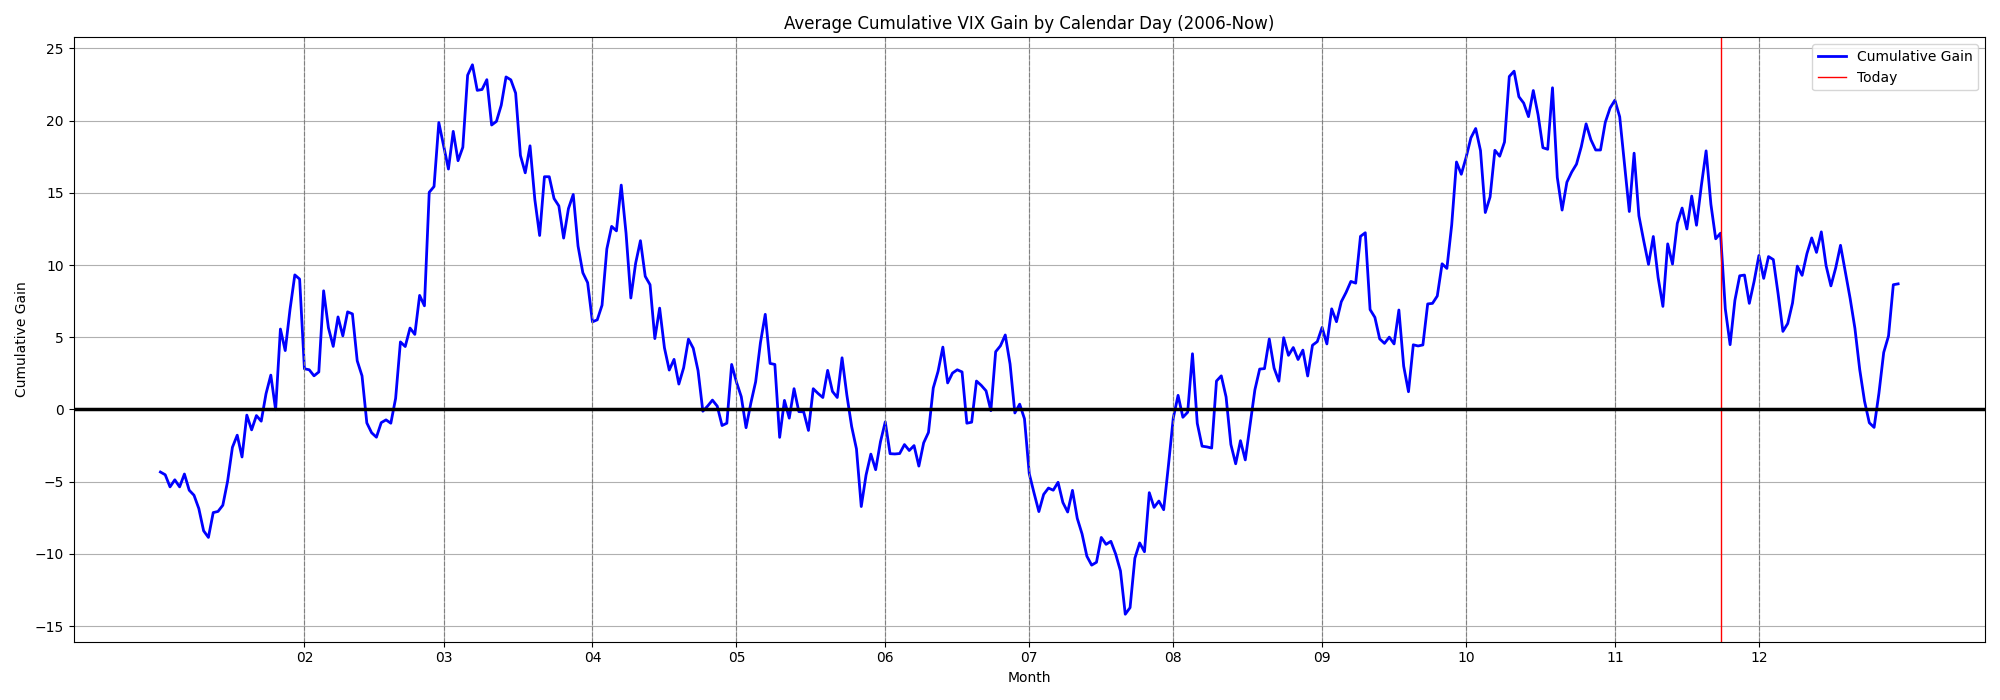 Average Cumulative VIX Gain by Calendar Day (2006-Now)
Cumulative Gain
Today
25
20
15
10
5
0
−5
−10
−15
Cumulative Gain
02 03 04 05 06 07 08 09 10 11 12
Month